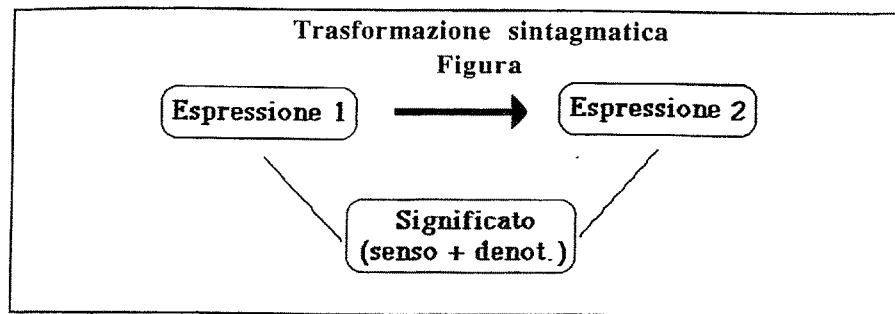 Trasformazione sintagmatica
Figura
Espressione 1
Espressione 2
Significato
(senso + denot.)